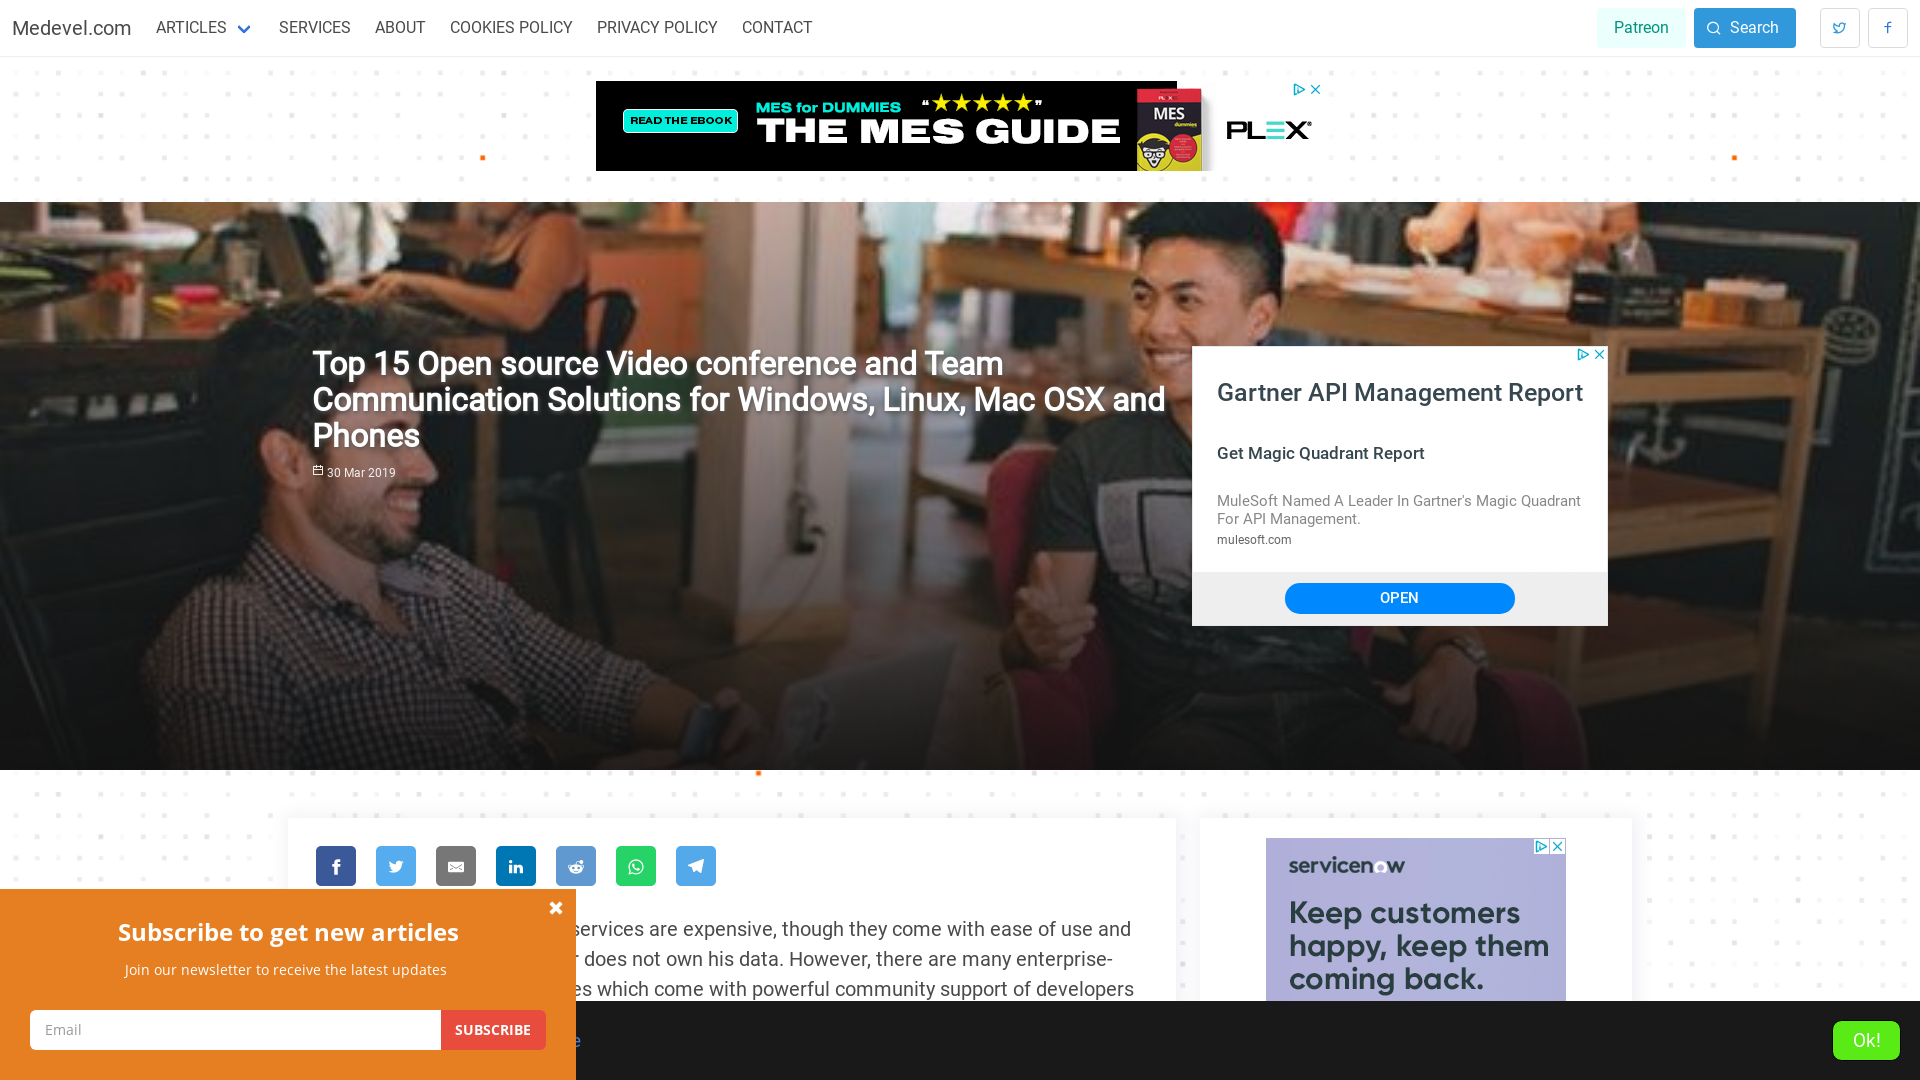 Medevel.com
ARTICLES
SERVICES
ABOUT
COOKIES POLICY
PRIVACY POLICY
CONTACT
Patreon
Search
READ THE EBOOK
MES for DUMMIES
“★★★★★”
THE MES GUIDE
PLEX
MES
dummies
PLEX®
Top 15 Open source Video conference and Team
Communication Solutions for Windows, Linux, Mac OSX and
Phones
30 Mar 2019
Gartner API Management Report
Get Magic Quadrant Report
MuleSoft Named A Leader In Gartner's Magic Quadrant
For API Management.
mulesoft.com
OPEN
services are expensive, though they come with ease of use and
does not own his data. However, there are many enterprise-
which come with powerful community support of developers
servicenow
Keep customers
happy, keep them
coming back.
Subscribe to get new articles
Join our newsletter to receive the latest updates
Email
SUBSCRIBE
Ok!